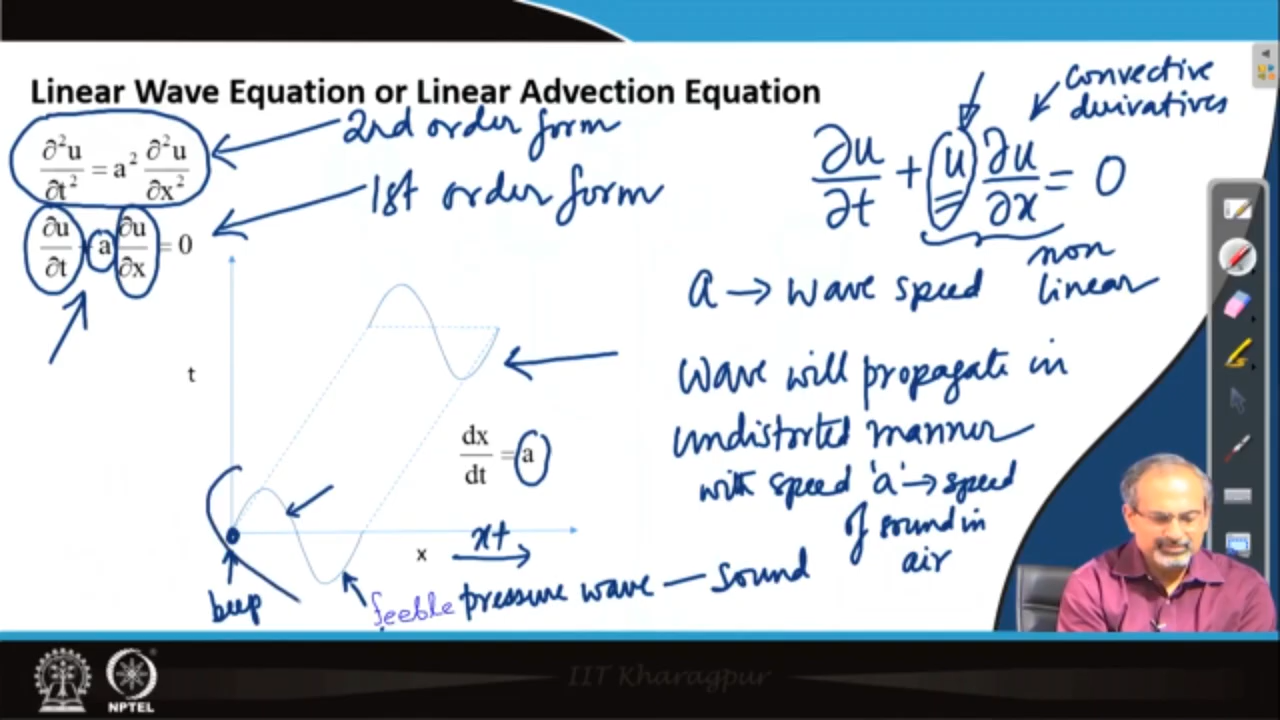 Linear Wave Equation or Linear Advection Equation
∂²u/∂t² = a² ∂²u/∂x²
2nd order form
∂u/∂t + a ∂u/∂x = 0
1st order form
convective
derivatives
∂u/∂t + u ∂u/∂x = 0
non
linear
a → wave speed
t
wave will propagate in
undistorted manner
with speed 'a' → speed
of sound in
air
dx/dt = a
x
x+
beep
feeble pressure wave — sound
NPTEL
IIT Kharagpur